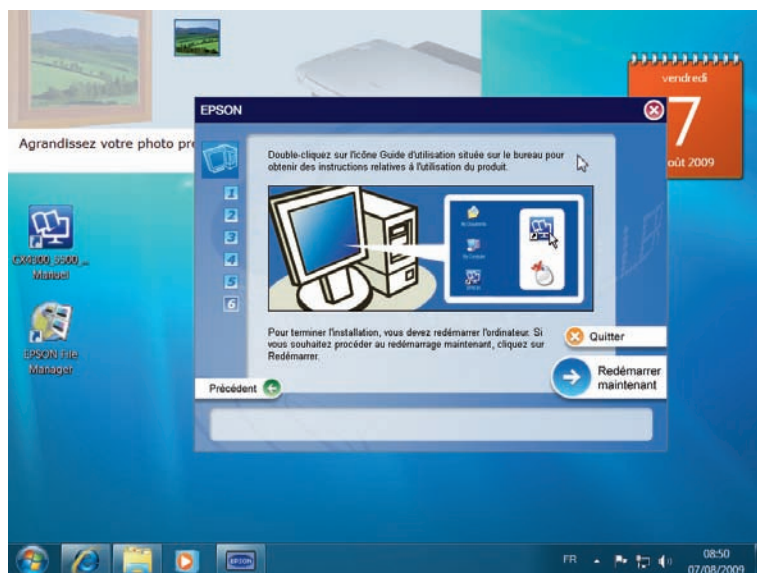 vendredi
7
août 2009
Agrandissez votre photo pr
EPSON
Double-cliquez sur l'icône Guide d'utilisation située sur le bureau pour
obtenir des instructions relatives à l'utilisation du produit.
1
2
3
4
5
6
EPSON
Pour terminer l'installation, vous devez redémarrer l'ordinateur. Si
vous souhaitez procéder au redémarrage maintenant, cliquez sur
Redémarrer.
Quitter
Redémarrer
maintenant
Précédent
Manuel
EPSON File
Manager
EPSON
FR
08:50
07/08/2009